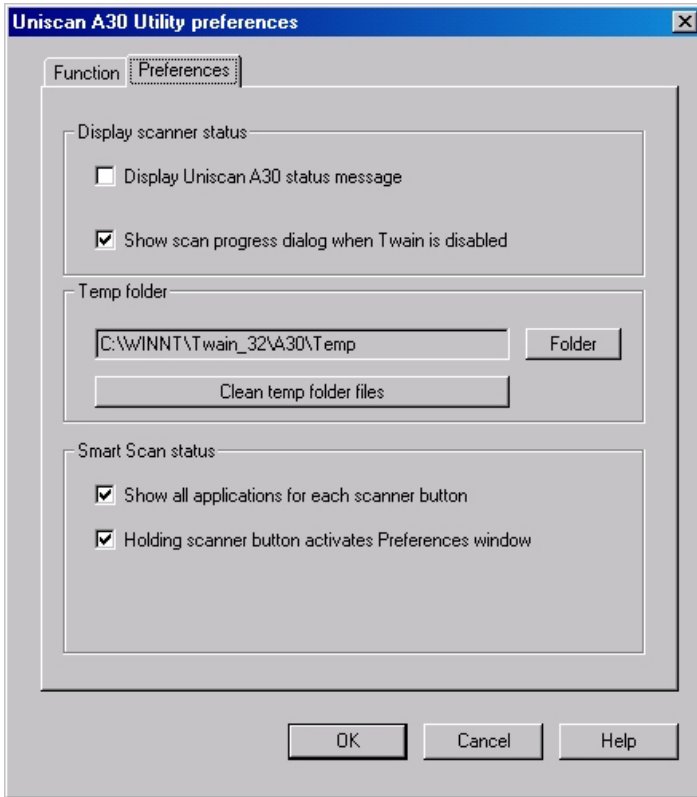 Uniscan A30 Utility preferences
Function Preferences
Display scanner status
Display Uniscan A30 status message
Show scan progress dialog when Twain is disabled
Temp folder
C:\WINNT\Twain_32\A30\Temp Folder
Clean temp folder files
Smart Scan status
Show all applications for each scanner button
Holding scanner button activates Preferences window
OK Cancel Help